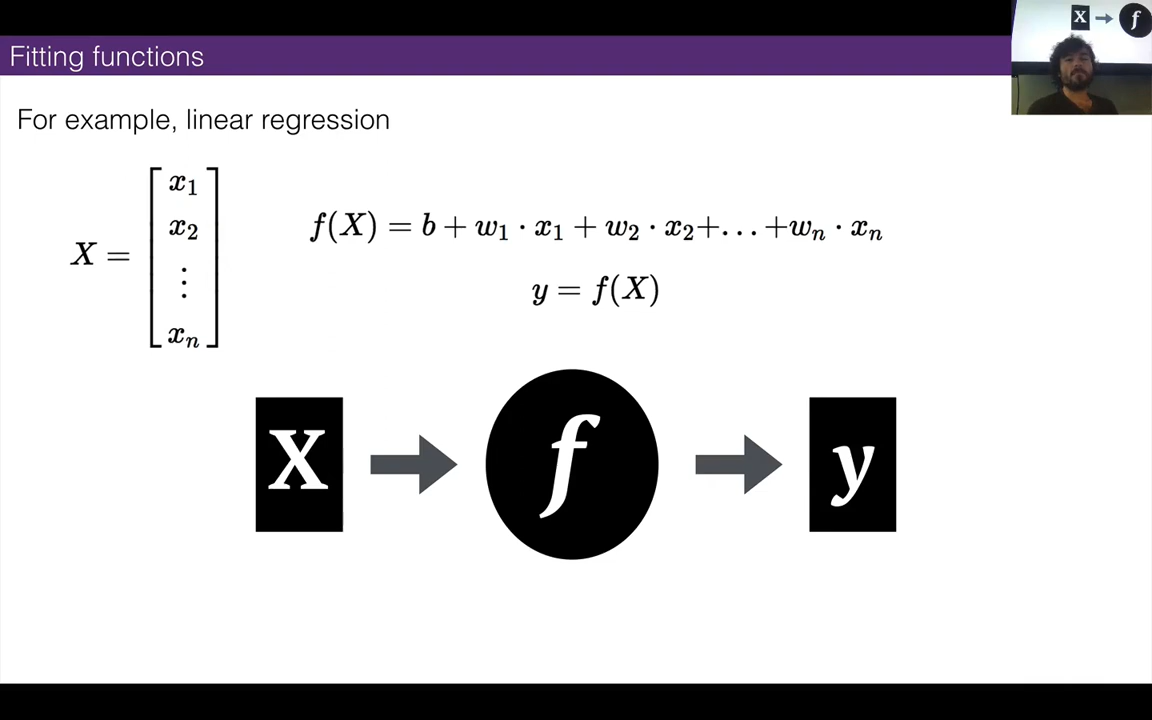 Fitting functions
For example, linear regression
X = [x₁ x₂ ⋮ xₙ]
f(X) = b + w₁ · x₁ + w₂ · x₂+…+wₙ · xₙ
y = f(X)
X → f → y
X → f